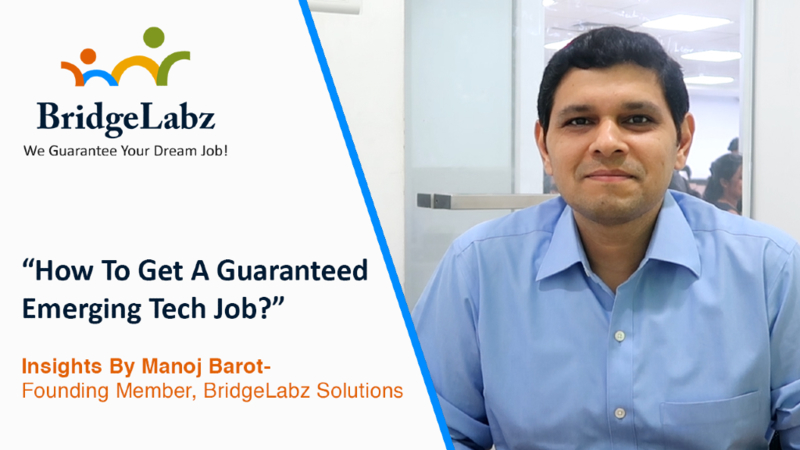 BridgeLabz
We Guarantee Your Dream Job!
“How To Get A Guaranteed
Emerging Tech Job?”
Insights By Manoj Barot-
Founding Member, BridgeLabz Solutions